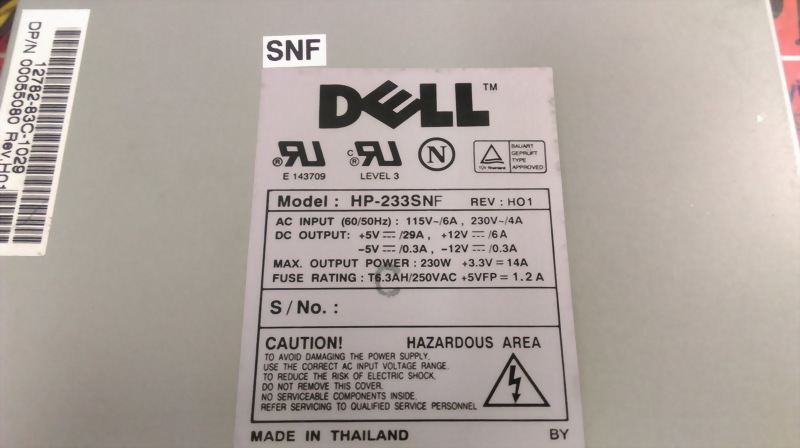 DP/N 00055080 Rev.H01
12782-83C-1029
SNF
DELL™
E 143709
LEVEL 3
N
BAUART
GEPRÜFT
TYPE
APPROVED
TÜV Rheinland
Model : HP-233SNF REV : HO1
AC INPUT (60/50Hz) : 115V~/6A, 230V~/4A
DC OUTPUT: +5V⎓/29A, +12V⎓/6A
–5V⎓/0.3A, –12V⎓/0.3A
MAX. OUTPUT POWER : 230W +3.3V = 14A
FUSE RATING : T6.3AH/250VAC +5VFP = 1.2 A
S / No. :
CAUTION! HAZARDOUS AREA
TO AVOID DAMAGING THE POWER SUPPLY,
USE THE CORRECT AC INPUT VOLTAGE RANGE.
TO REDUCE THE RISK OF ELECTRIC SHOCK,
DO NOT REMOVE THIS COVER.
NO SERVICEABLE COMPONENTS INSIDE.
REFER SERVICING TO QUALIFIED SERVICE PERSONNEL
MADE IN THAILAND BY